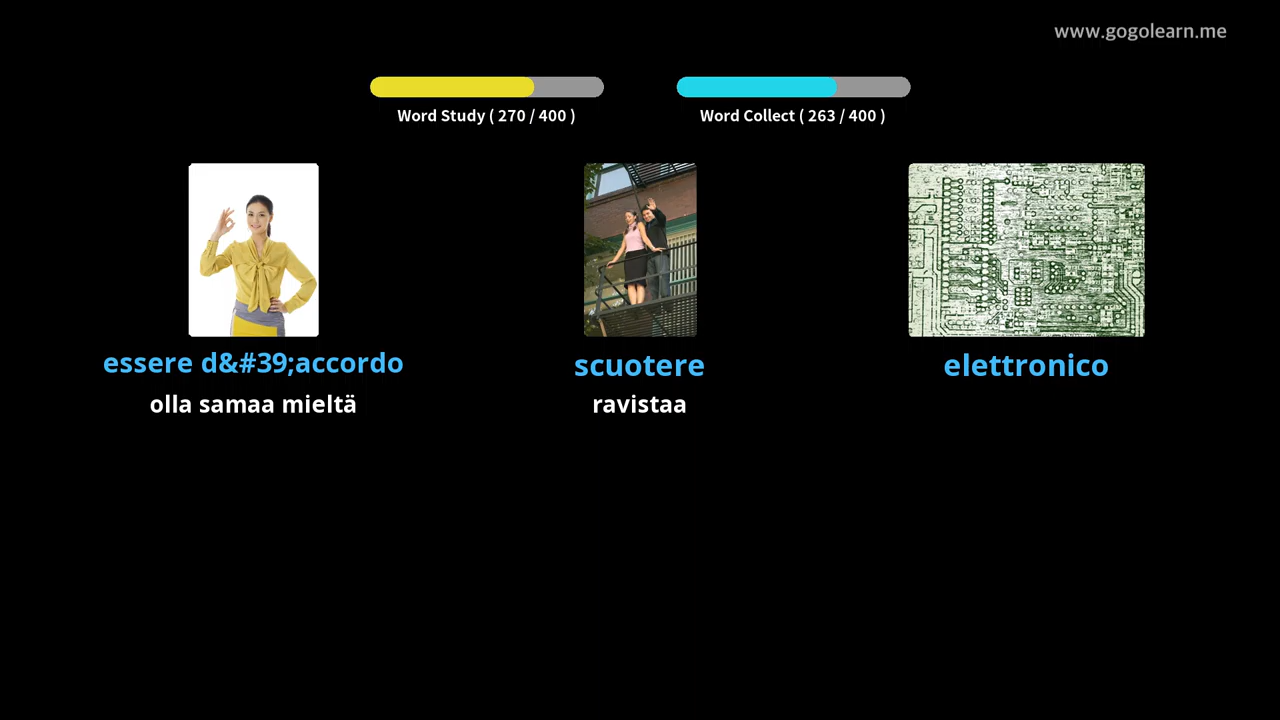 www.gogolearn.me
Word Study ( 270 / 400 )
Word Collect ( 263 / 400 )
essere d&#39;accordo
scuotere
elettronico
olla samaa mieltä
ravistaa